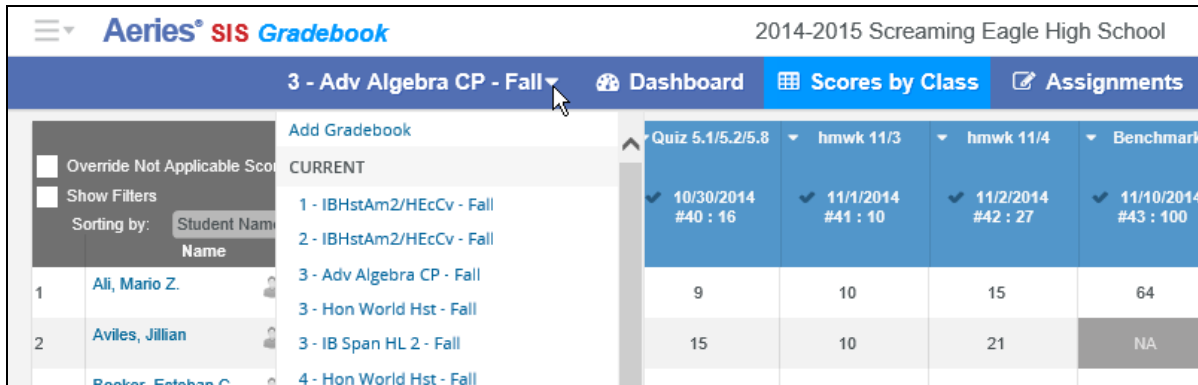 Aeries® SIS Gradebook
2014-2015 Screaming Eagle High School
3 - Adv Algebra CP - Fall
Dashboard
Scores by Class
Assignments
Add Gradebook
CURRENT
1 - IBHstAm2/HEcCv - Fall
2 - IBHstAm2/HEcCv - Fall
3 - Adv Algebra CP - Fall
3 - Hon World Hst - Fall
3 - IB Span HL 2 - Fall
4 - Hon World Hst - Fall
Override Not Applicable Scor
Show Filters
Sorting by: Student Nam
Name
Quiz 5.1/5.2/5.8
10/30/2014
#40 : 16
hmwk 11/3
11/1/2014
#41 : 10
hmwk 11/4
11/2/2014
#42 : 27
Benchmark
11/10/2014
#43 : 100
1 Ali, Mario Z. 9 10 15 64
2 Aviles, Jillian 15 10 21 NA